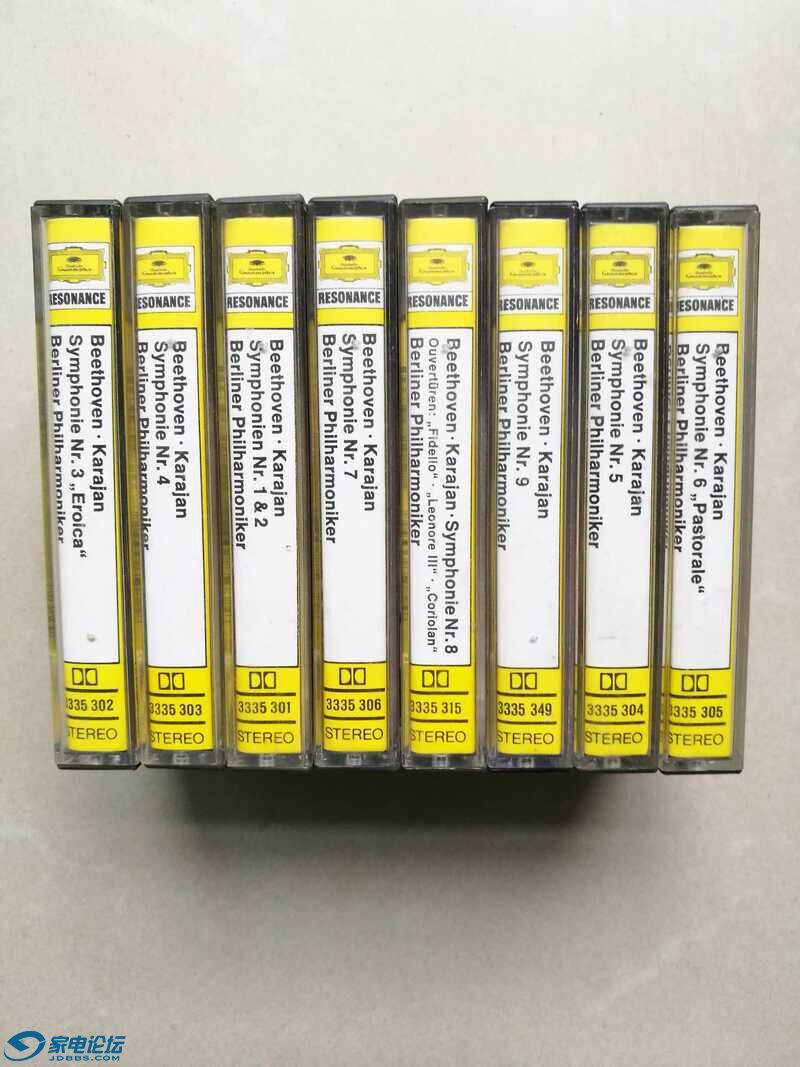 RESONANCE
Beethoven · Karajan
Symphonie Nr. 3 „Eroica“
Berliner Philharmoniker
3335 302
STEREO
RESONANCE
Beethoven · Karajan
Symphonie Nr. 4
Berliner Philharmoniker
3335 303
STEREO
RESONANCE
Beethoven · Karajan
Symphonien Nr. 1 & 2
Berliner Philharmoniker
3335 301
STEREO
RESONANCE
Beethoven · Karajan
Symphonie Nr. 7
Berliner Philharmoniker
3335 306
STEREO
RESONANCE
Beethoven · Karajan · Symphonie Nr. 8
Ouvertüren: „Fidelio“ · „Leonore III“ · „Coriolan“
Berliner Philharmoniker
3335 315
STEREO
RESONANCE
Beethoven · Karajan
Symphonie Nr. 9
Berliner Philharmoniker
3335 349
STEREO
RESONANCE
Beethoven · Karajan
Symphonie Nr. 5
Berliner Philharmoniker
3335 304
STEREO
RESONANCE
Beethoven · Karajan
Symphonie Nr. 6 „Pastorale“
Berliner Philharmoniker
3335 305
STEREO
家电论坛
JDBBS.COM